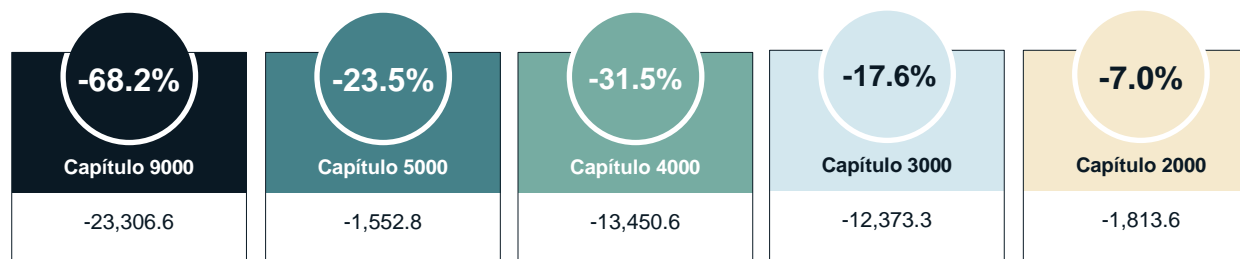 -68.2%
Capítulo 9000
-23,306.6
-23.5%
Capítulo 5000
-1,552.8
-31.5%
Capítulo 4000
-13,450.6
-17.6%
Capítulo 3000
-12,373.3
-7.0%
Capítulo 2000
-1,813.6